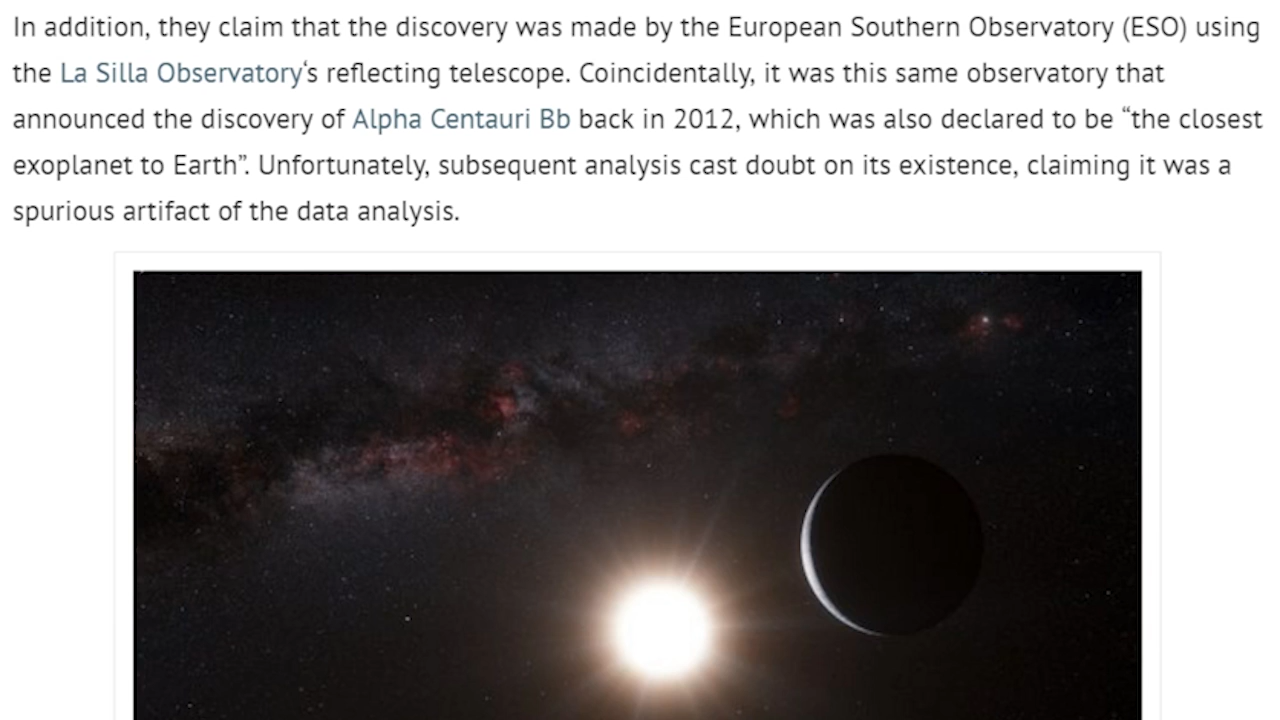 In addition, they claim that the discovery was made by the European Southern Observatory (ESO) using
the La Silla Observatory‘s reflecting telescope. Coincidentally, it was this same observatory that
announced the discovery of Alpha Centauri Bb back in 2012, which was also declared to be “the closest
exoplanet to Earth”. Unfortunately, subsequent analysis cast doubt on its existence, claiming it was a
spurious artifact of the data analysis.